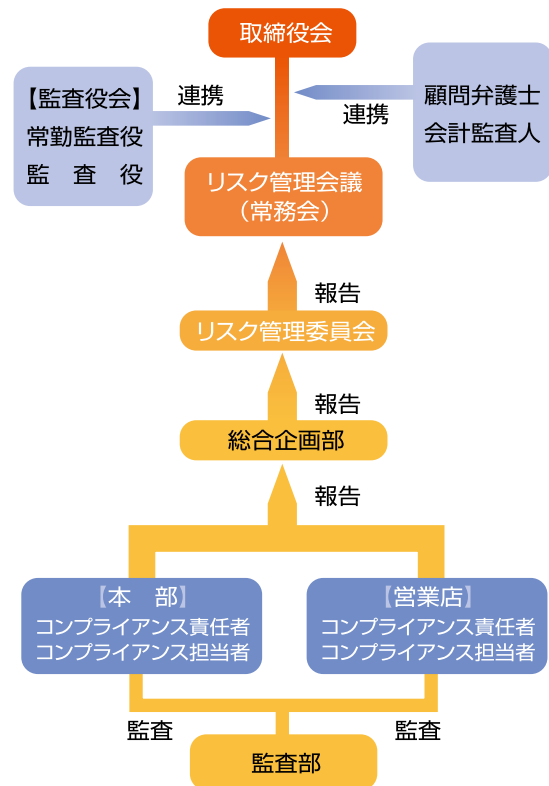 取締役会
【監査役会】
常勤監査役
監　査　役
連携
連携
顧問弁護士
会計監査人
リスク管理会議
（常務会）
報告
リスク管理委員会
報告
総合企画部
報告
【本　部】
コンプライアンス責任者
コンプライアンス担当者
【営業店】
コンプライアンス責任者
コンプライアンス担当者
監査
監査
監査部